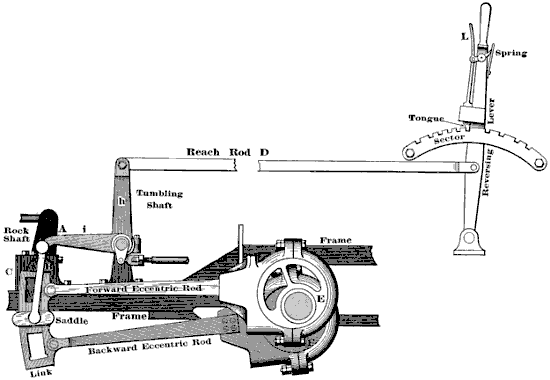 L
Spring
Lever
Tongue
Sector
Reach Rod D
Reversing
h
Tumbling
Shaft
Rock
Shaft
A
i
Frame
C
Forward Eccentric Rod
E
Saddle
Frame
Backward Eccentric Rod
Link